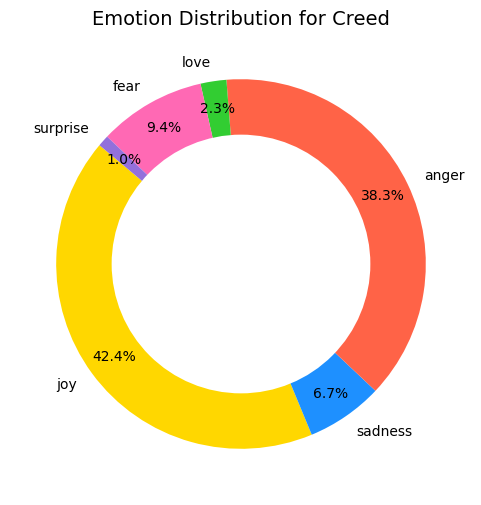 Emotion Distribution for Creed
love
fear
2.3%
9.4%
surprise
1.0%
anger
38.3%
42.4%
joy
6.7%
sadness